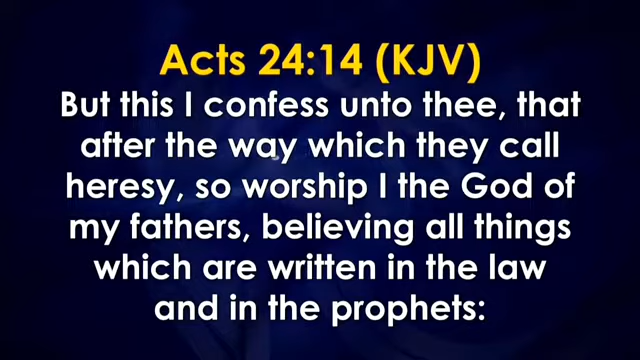 Acts 24:14 (KJV)
But this I confess unto thee, that
after the way which they call
heresy, so worship I the God of
my fathers, believing all things
which are written in the law
and in the prophets: